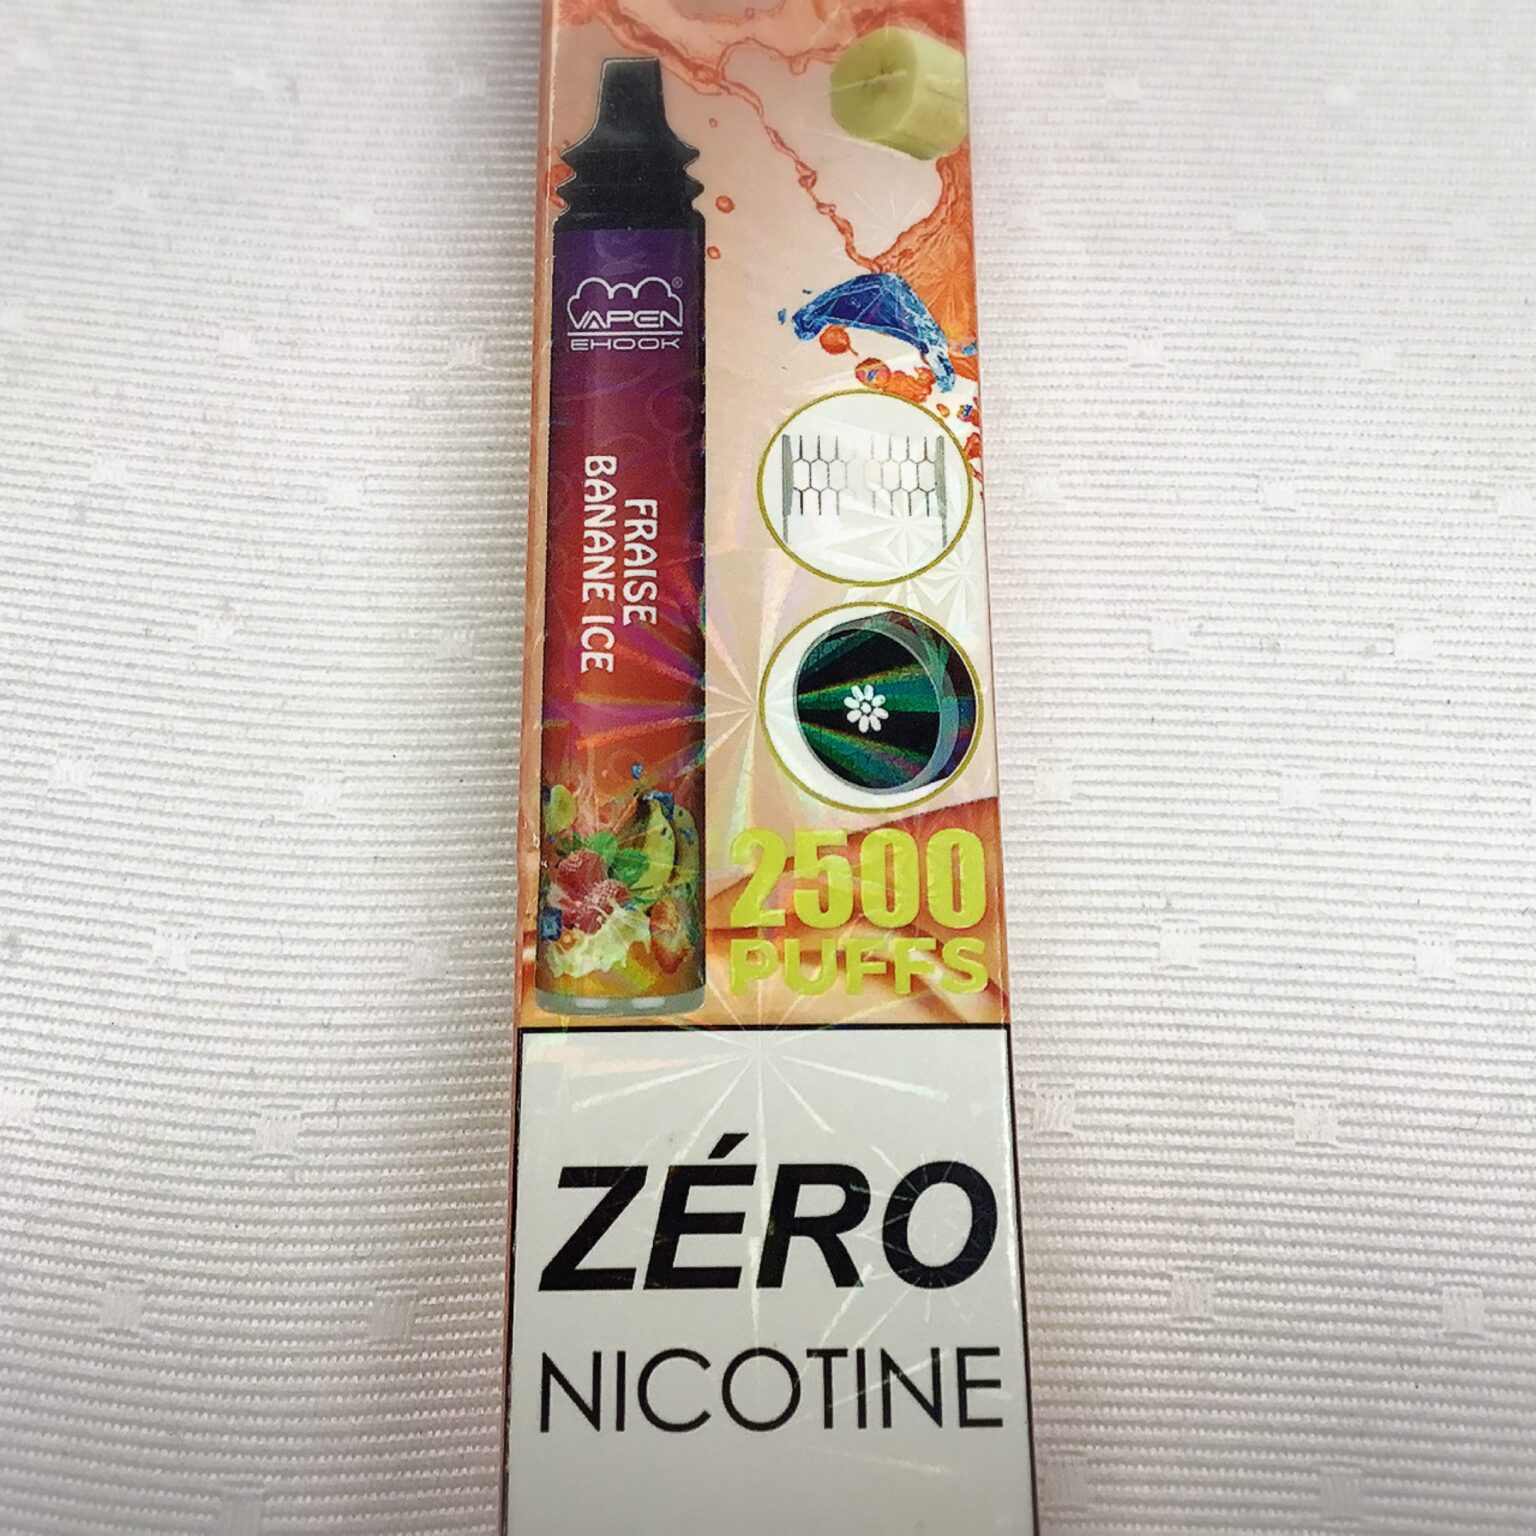 VAPEN®
EHOOK
FRAISE
BANANE ICE
2500
PUFFS
ZÉRO
NICOTINE